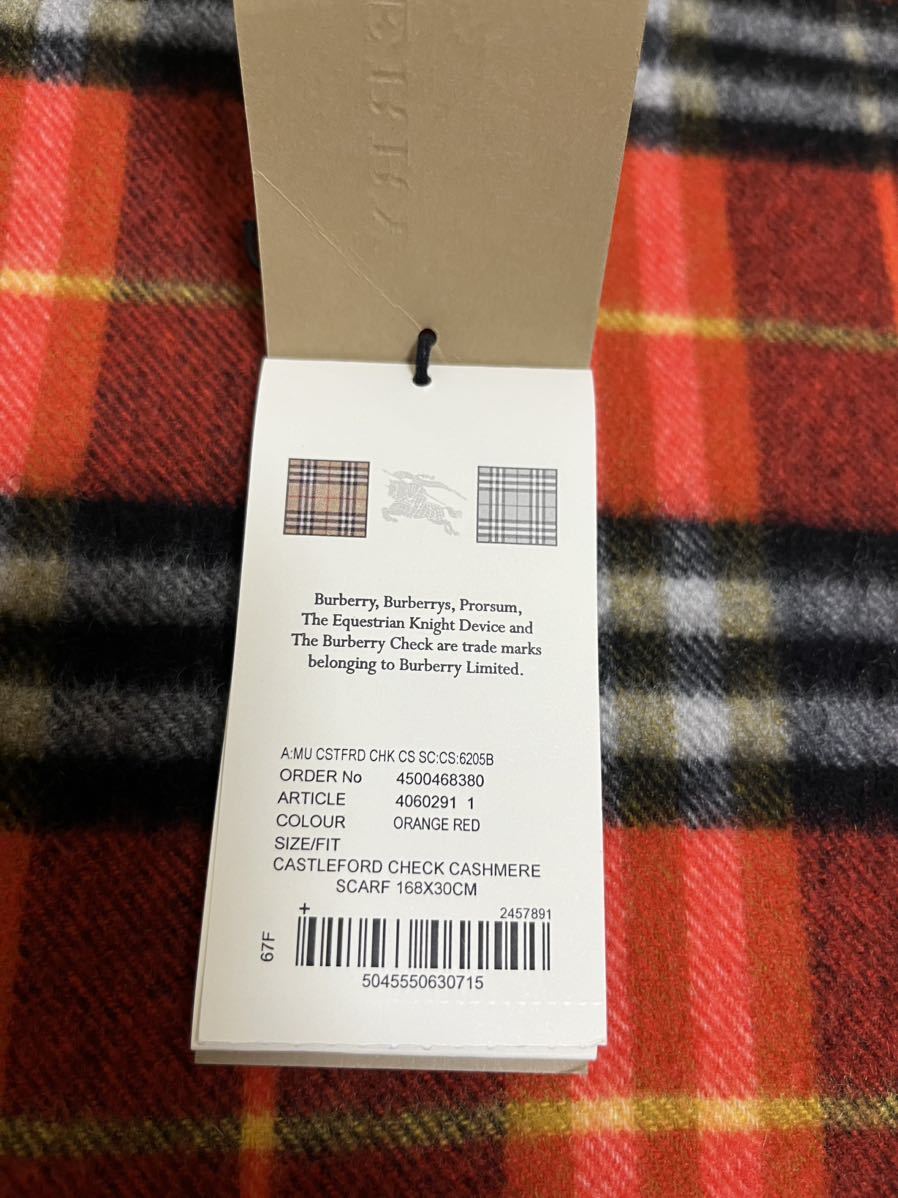 Burberry, Burberrys, Prorsum,
The Equestrian Knight Device and
The Burberry Check are trade marks
belonging to Burberry Limited.
A:MU CSTFRD CHK CS SC:CS:6205B
ORDER No 4500468380
ARTICLE 4060291 1
COLOUR ORANGE RED
SIZE/FIT
CASTLEFORD CHECK CASHMERE
SCARF 168X30CM
+ 2457891
67F
5045550630715